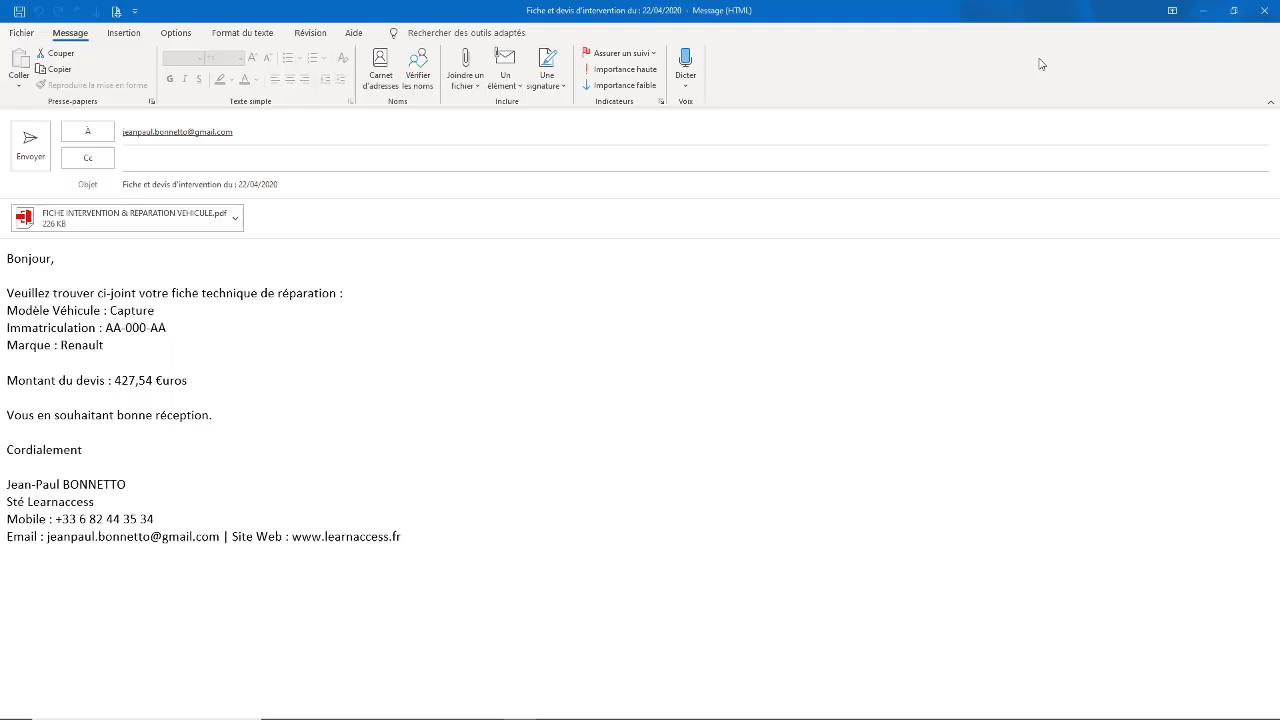 Fiche et devis d'intervention du : 22/04/2020 - Message (HTML)
Fichier Message Insertion Options Format du texte Révision Aide Rechercher des outils adaptés
Coller
Couper
Copier
Reproduire la mise en forme
Presse-papiers
G I S
Texte simple
Carnet d'adresses
Vérifier les noms
Noms
Joindre un fichier
Un élément
Une signature
Inclure
Assurer un suivi
Importance haute
Importance faible
Indicateurs
Dicter
Voix
Envoyer
À jeanpaul.bonnetto@gmail.com
Cc
Objet Fiche et devis d'intervention du : 22/04/2020
FICHE INTERVENTION & REPARATION VEHICULE.pdf
226 KB
Bonjour,
Veuillez trouver ci-joint votre fiche technique de réparation :
Modèle Véhicule : Capture
Immatriculation : AA-000-AA
Marque : Renault
Montant du devis : 427,54 €uros
Vous en souhaitant bonne réception.
Cordialement
Jean-Paul BONNETTO
Sté Learnaccess
Mobile : +33 6 82 44 35 34
Email : jeanpaul.bonnetto@gmail.com | Site Web : www.learnaccess.fr